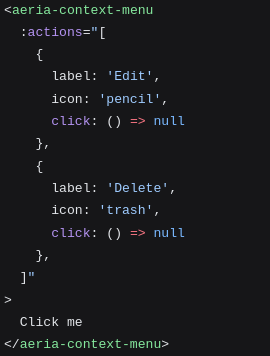 <aeria-context-menu
  :actions="[
    {
      label: 'Edit',
      icon: 'pencil',
      click: () => null
    },
    {
      label: 'Delete',
      icon: 'trash',
      click: () => null
    },
  ]"
>
  Click me
</aeria-context-menu>